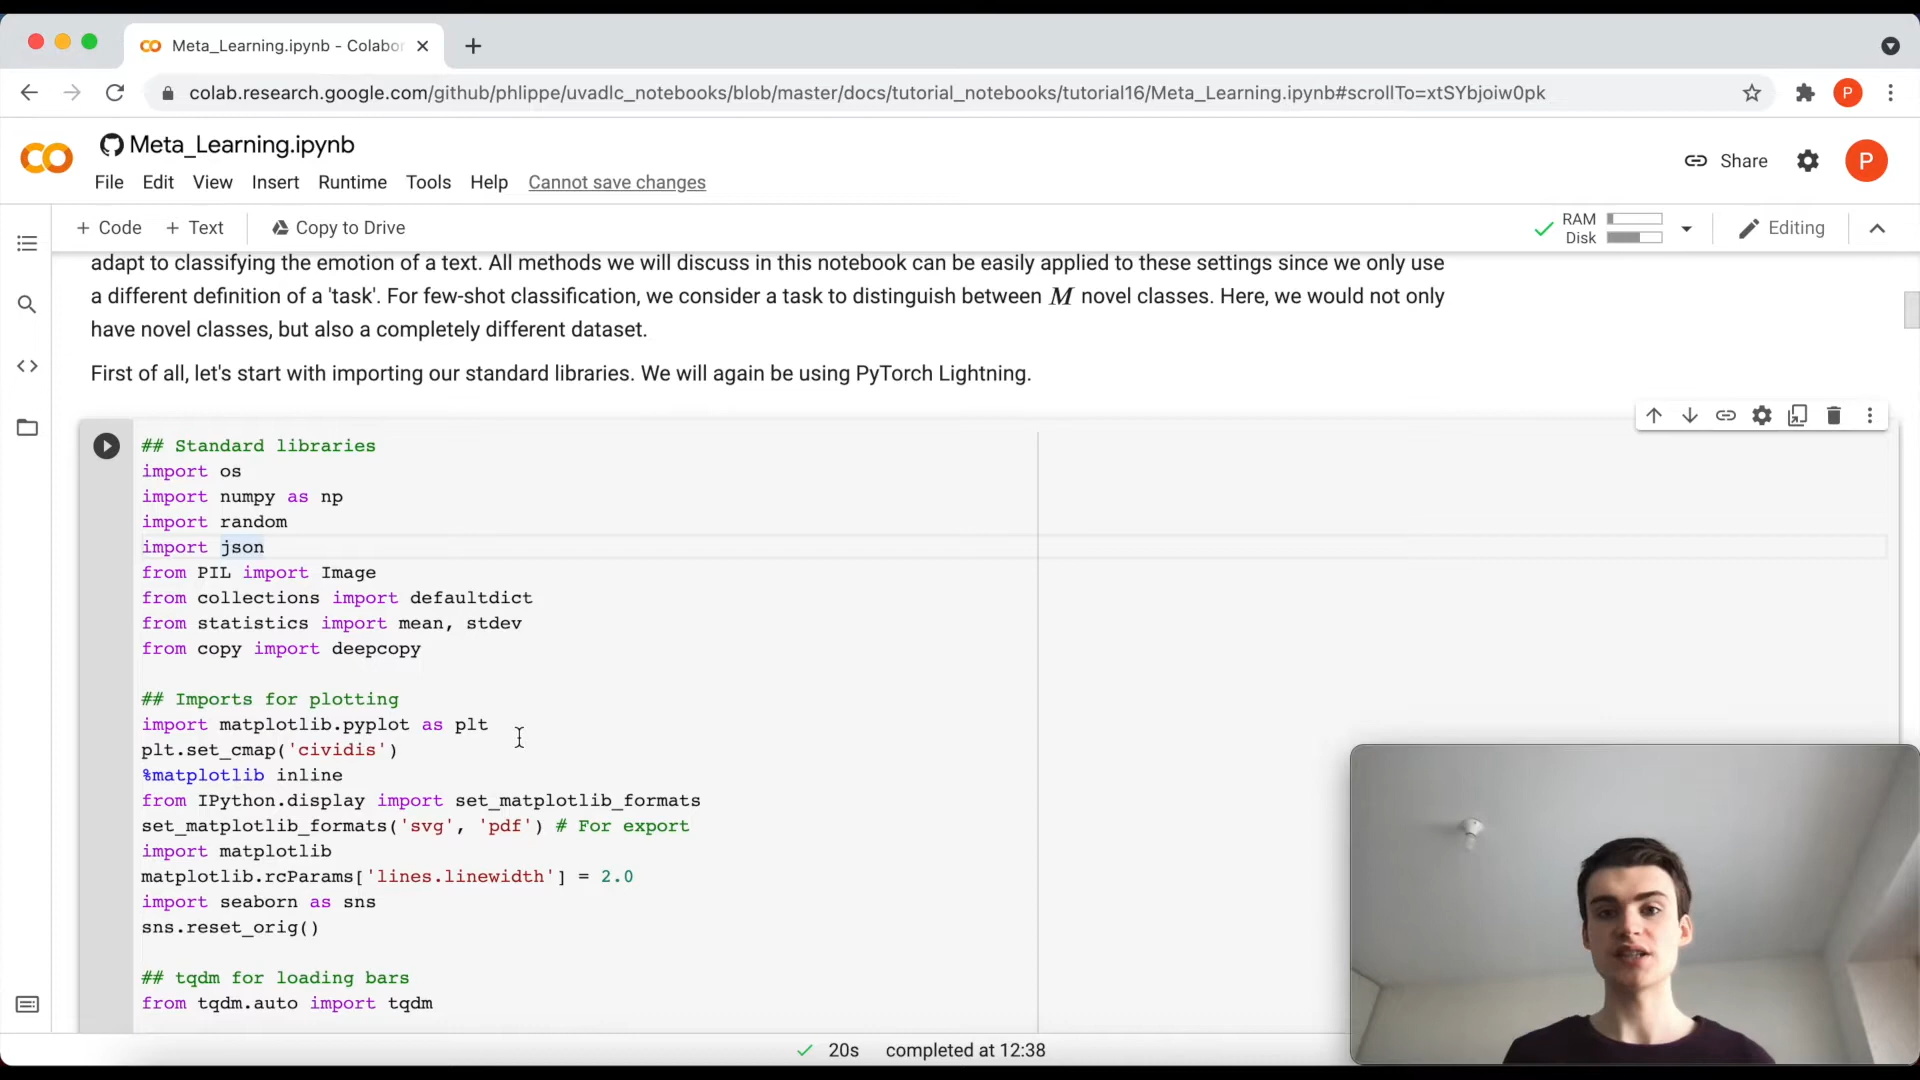 Meta_Learning.ipynb - Colabor
colab.research.google.com/github/phlippe/uvadlc_notebooks/blob/master/docs/tutorial_notebooks/tutorial16/Meta_Learning.ipynb#scrollTo=xtSYbjoiw0pk
P
Meta_Learning.ipynb
Share
P
File Edit View Insert Runtime Tools Help Cannot save changes
+ Code + Text Copy to Drive
RAM
Disk
Editing
adapt to classifying the emotion of a text. All methods we will discuss in this notebook can be easily applied to these settings since we only use
a different definition of a 'task'. For few-shot classification, we consider a task to distinguish between M novel classes. Here, we would not only
have novel classes, but also a completely different dataset.
First of all, let's start with importing our standard libraries. We will again be using PyTorch Lightning.
## Standard libraries
import os
import numpy as np
import random
import json
from PIL import Image
from collections import defaultdict
from statistics import mean, stdev
from copy import deepcopy
## Imports for plotting
import matplotlib.pyplot as plt
plt.set_cmap('cividis')
%matplotlib inline
from IPython.display import set_matplotlib_formats
set_matplotlib_formats('svg', 'pdf') # For export
import matplotlib
matplotlib.rcParams['lines.linewidth'] = 2.0
import seaborn as sns
sns.reset_orig()
## tqdm for loading bars
from tqdm.auto import tqdm
20s completed at 12:38